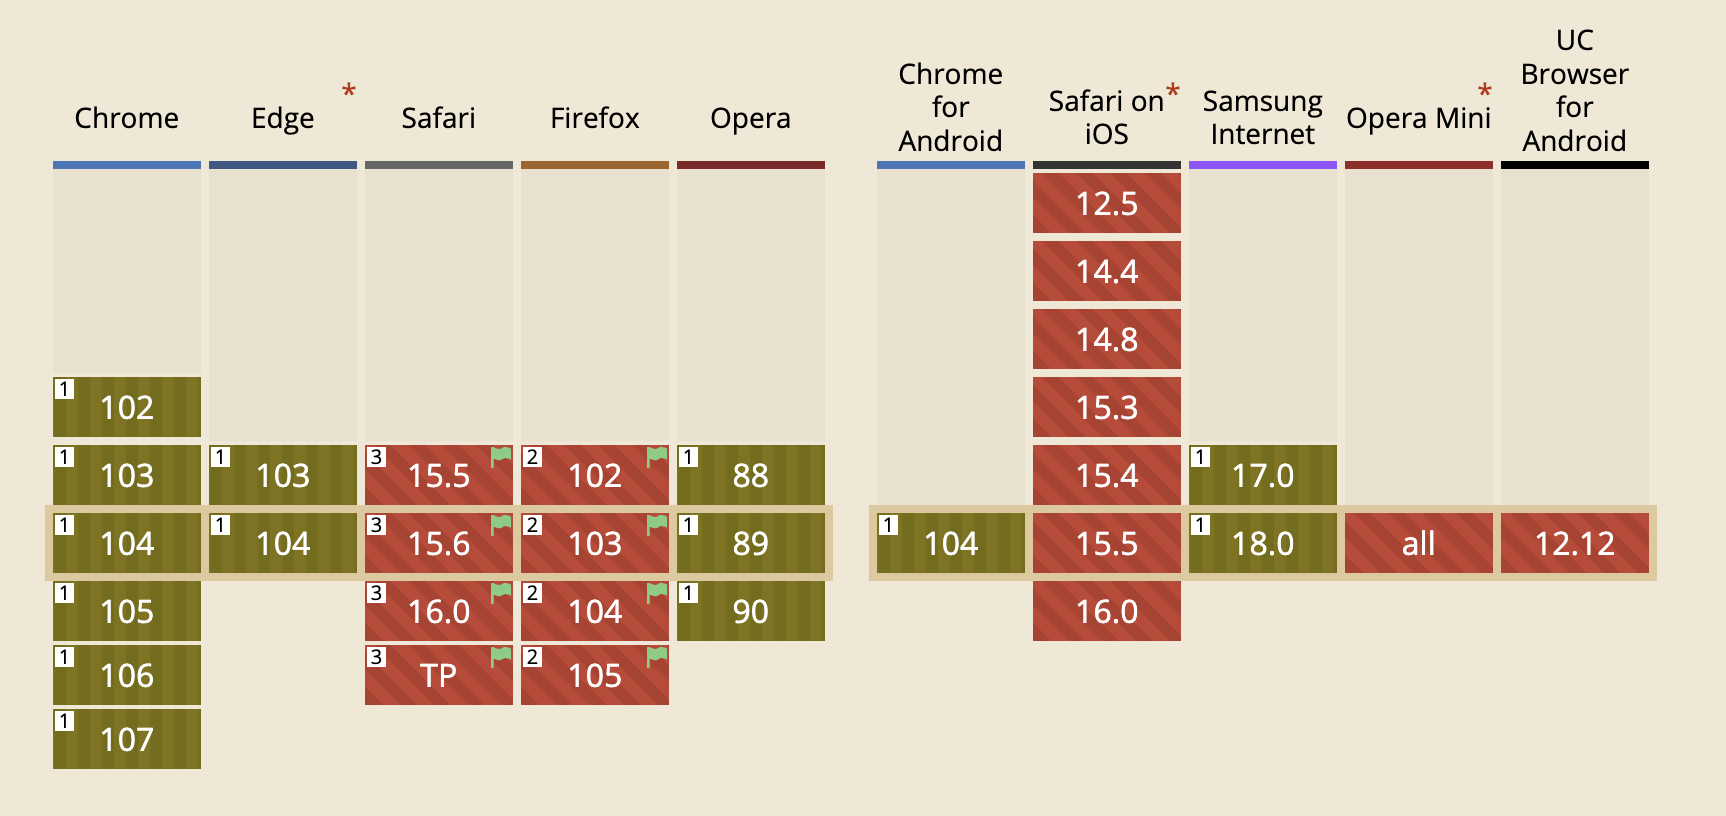 Chrome
Edge *
Safari
Firefox
Opera
Chrome
for
Android
Safari on *
iOS
Samsung
Internet
*
Opera Mini
UC
Browser
for
Android
12.5
14.4
14.8
1 102
15.3
1 103 1 103 3 15.5 2 102 1 88 15.4 1 17.0
1 104 1 104 3 15.6 2 103 1 89 1 104 15.5 1 18.0 all 12.12
1 105 3 16.0 2 104 1 90 16.0
1 106 3 TP 2 105
1 107